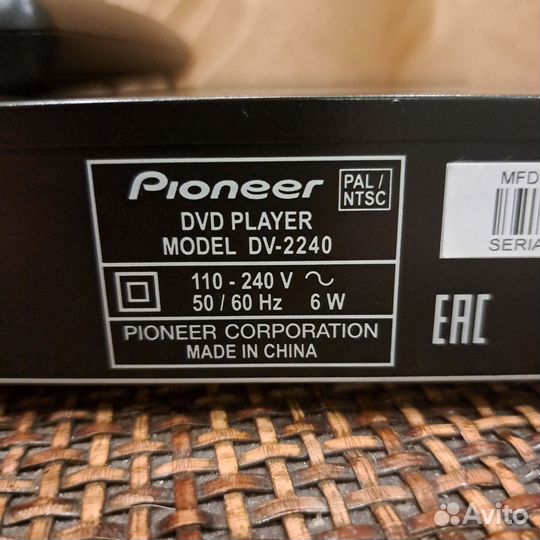 Pioneer
PAL /
NTSC
DVD PLAYER
MODEL DV-2240
110 - 240 V ~
50 / 60 Hz 6 W
PIONEER CORPORATION
MADE IN CHINA
MFD
SERIA
EAC
Avito